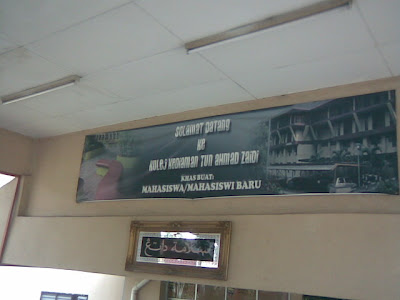 SELAMAT DATANG
KE
KOLEJ KEDIAMAN TUN AHMAD ZAIDI
KHAS BUAT:
MAHASISWA/MAHASISWI BARU